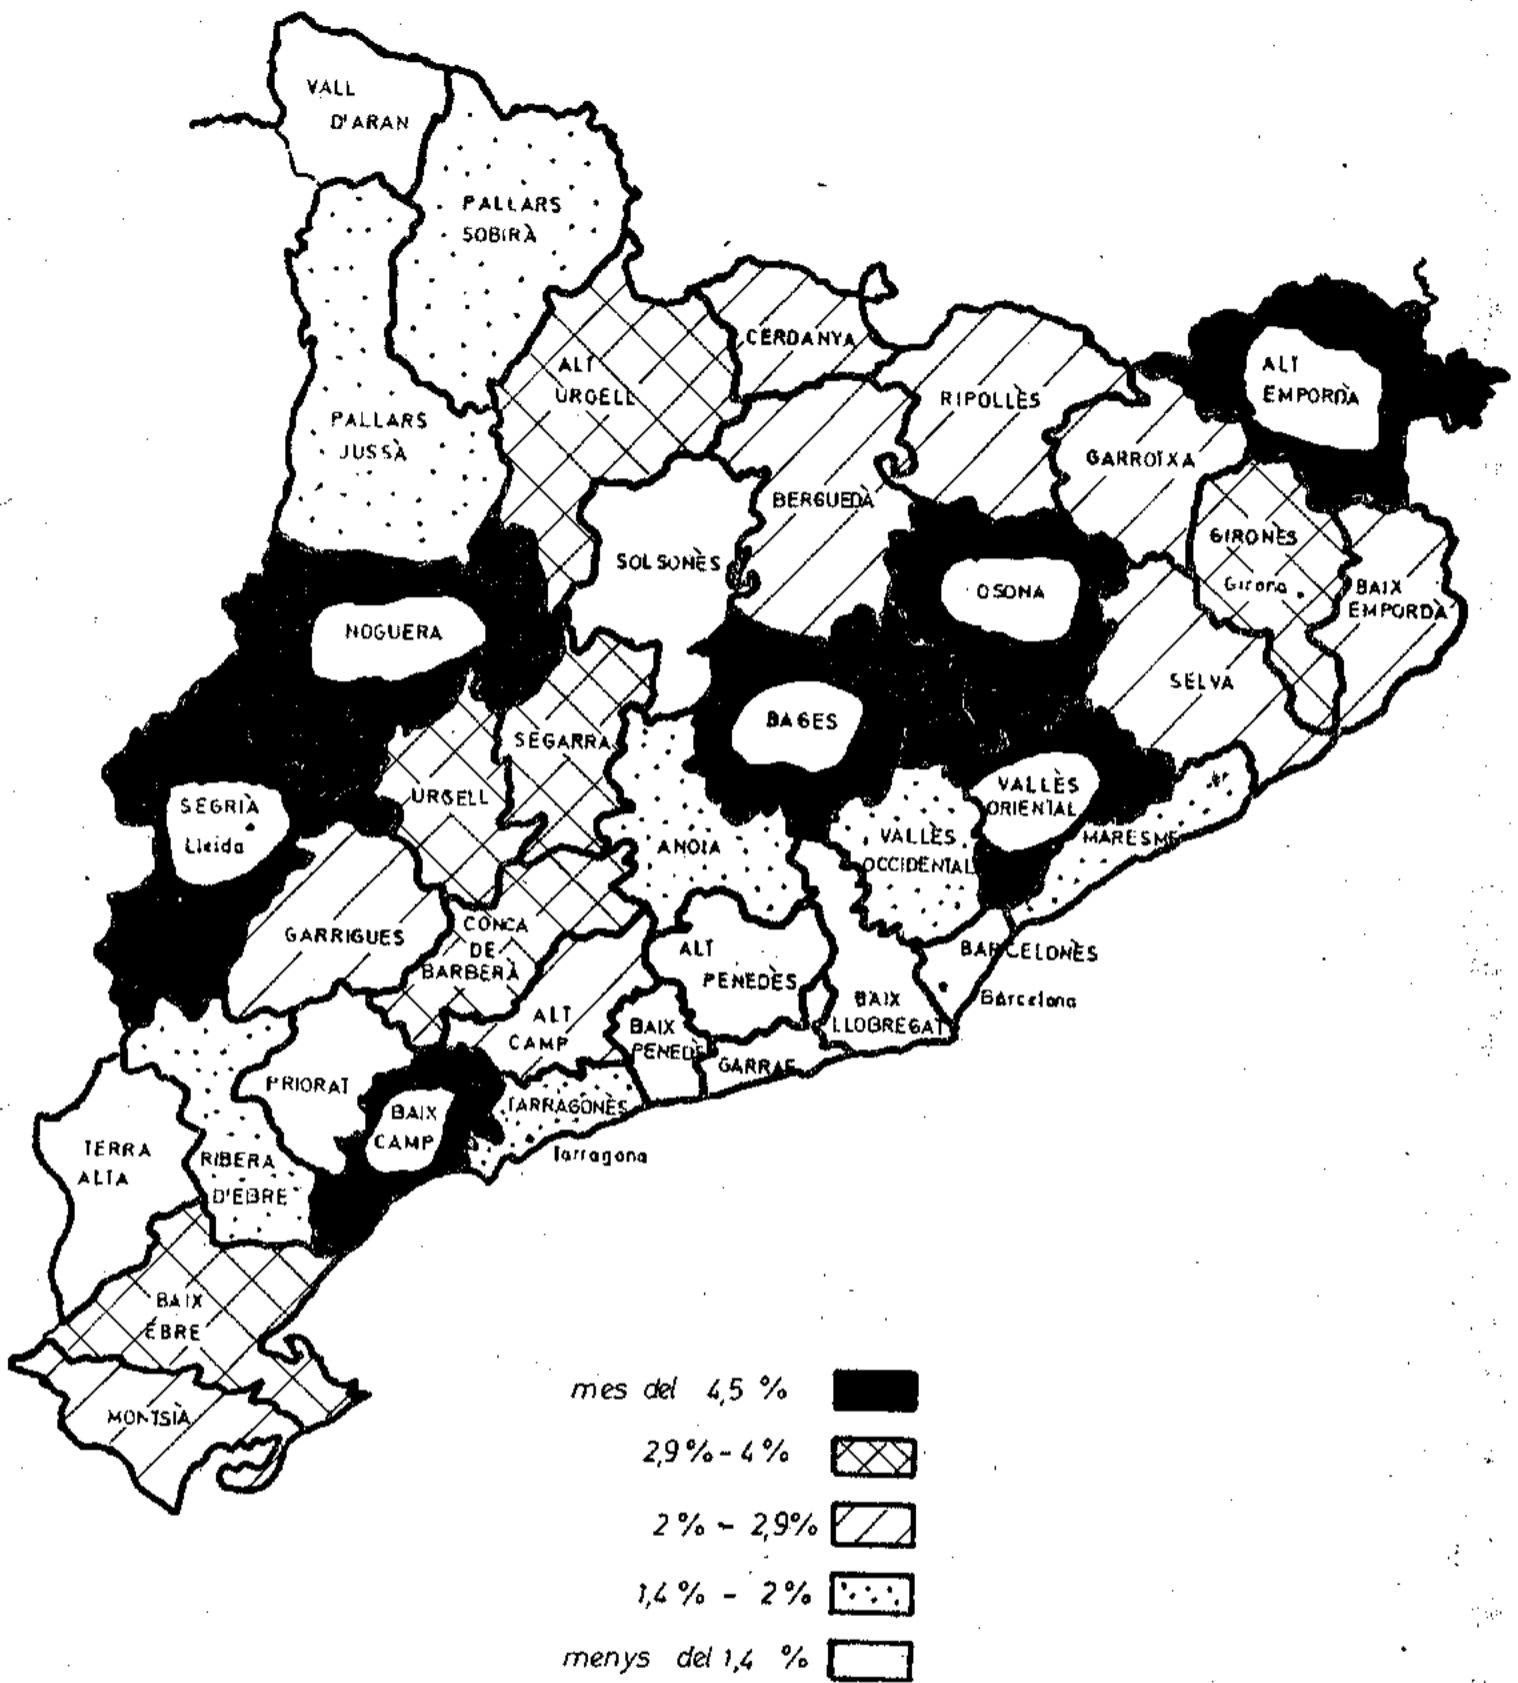 VALL
D'ARAN
PALLARS
SOBIRÀ
CERDANYA
ALT
URGELL
RIPOLLÈS
ALT
EMPORDÀ
PALLARS
JUSSÀ
GARROTXA
BERGUEDÀ
GIRONÈS
Girona
SOLSONÈS
OSONA
BAIX
EMPORDÀ
NOGUERA
SELVA
BAGES
SEGARRA
URGELL
VALLÈS
ORIENTAL
SEGRIÀ
Lleida
ANOIA
VALLÈS
OCCIDENTAL
MARESME
GARRIGUES
CONCA
DE
BARBERÀ
ALT
PENEDÈS
BARCELONÈS
Barcelona
BAIX
LLOBREGAT
ALT
CAMP
BAIX
PENEDÈS
GARRAF
PRIORAT
BAIX
CAMP
TARRAGONÈS
Tarragona
TERRA
ALTA
RIBERA
D'EBRE
BAIX
EBRE
MONTSIÀ
mes del 4,5 %
2,9% - 4%
2% - 2,9%
1,4% - 2%
menys del 1,4 %